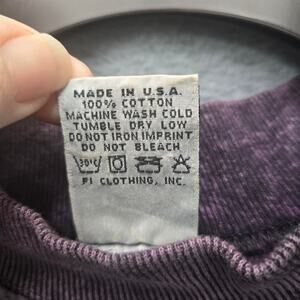 MADE IN U.S.A.
100% COTTON
MACHINE WASH COLD
TUMBLE DRY LOW
DO NOT IRON IMPRINT
DO NOT BLEACH
30°C
FI CLOTHING, INC.